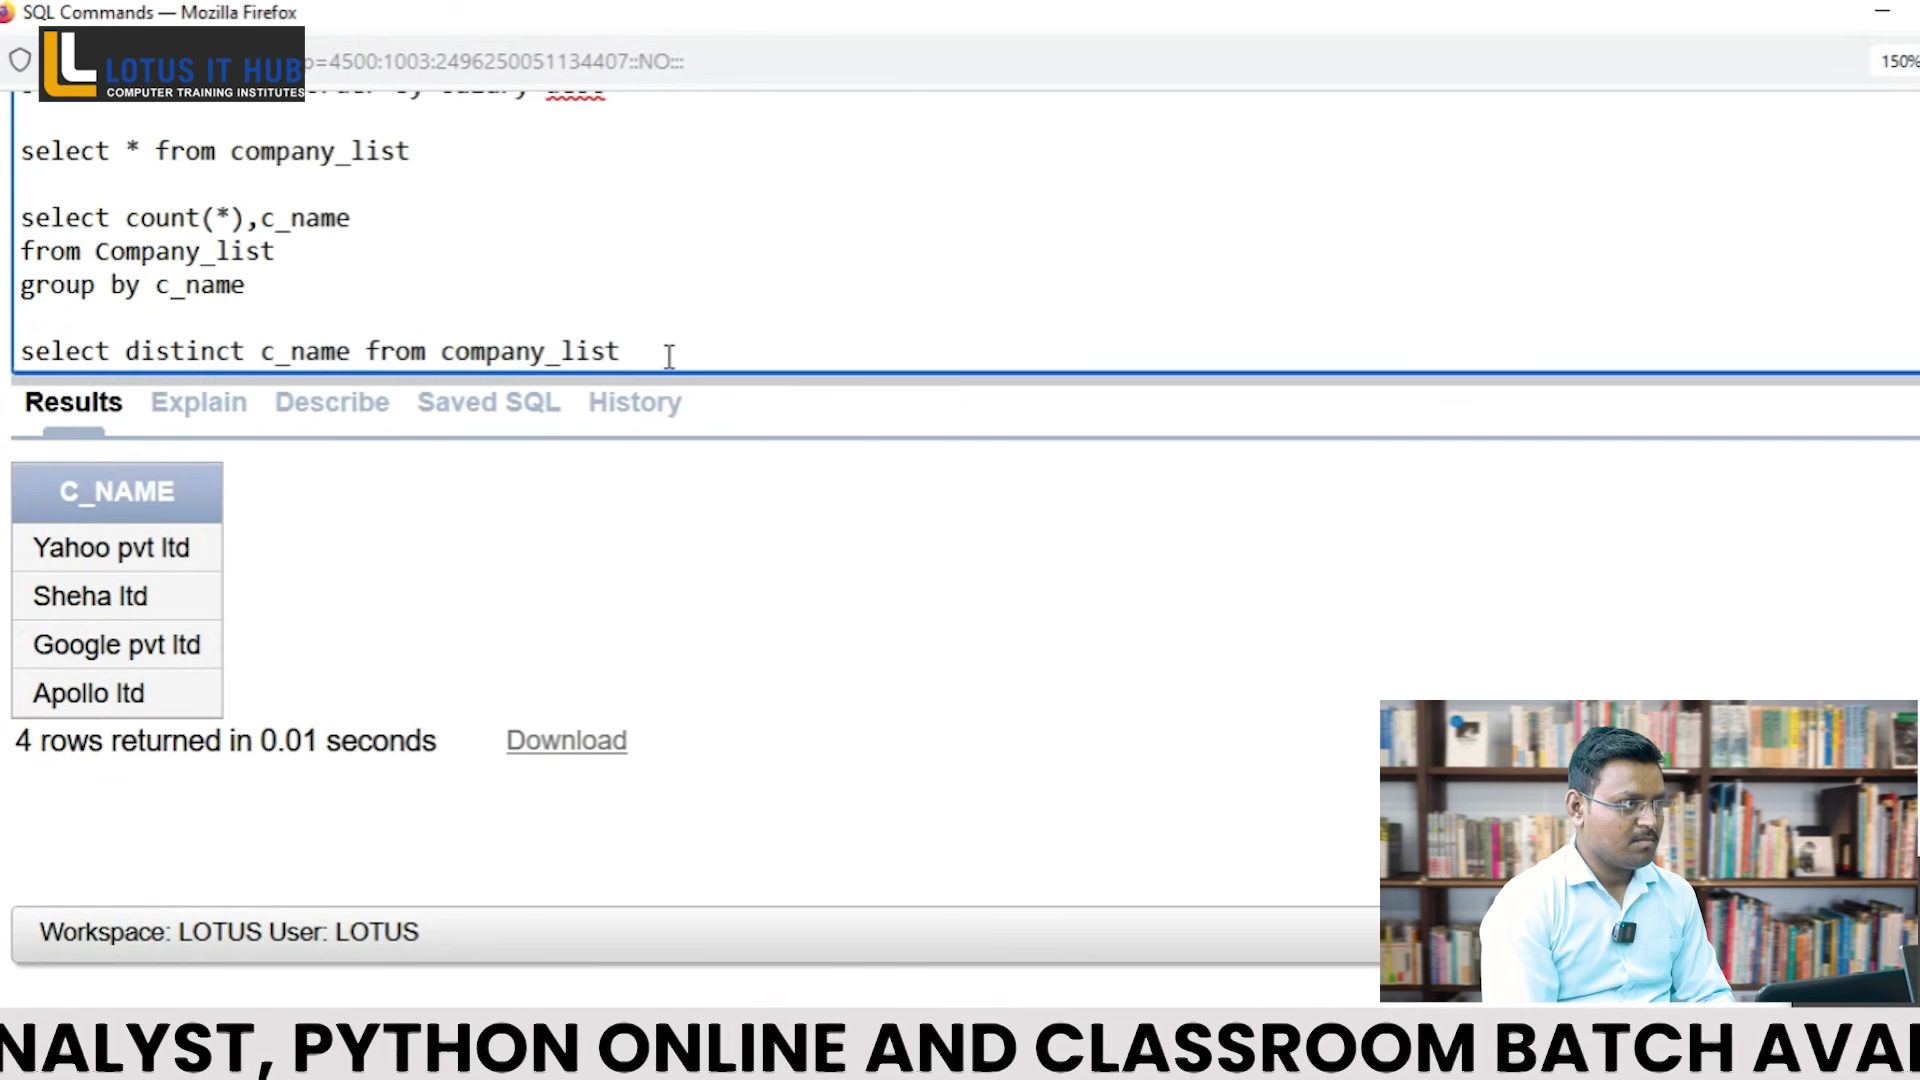 SQL Commands — Mozilla Firefox
LOTUS IT HUB
COMPUTER TRAINING INSTITUTES
=4500:1003:2496250051134407::NO:::
150%
by salary
select * from company_list
select count(*),c_name
from Company_list
group by c_name
select distinct c_name from company_list
Results Explain Describe Saved SQL History
C_NAME
Yahoo pvt ltd
Sheha ltd
Google pvt ltd
Apollo ltd
4 rows returned in 0.01 seconds Download
Workspace: LOTUS User: LOTUS
NALYST, PYTHON ONLINE AND CLASSROOM BATCH AVAI